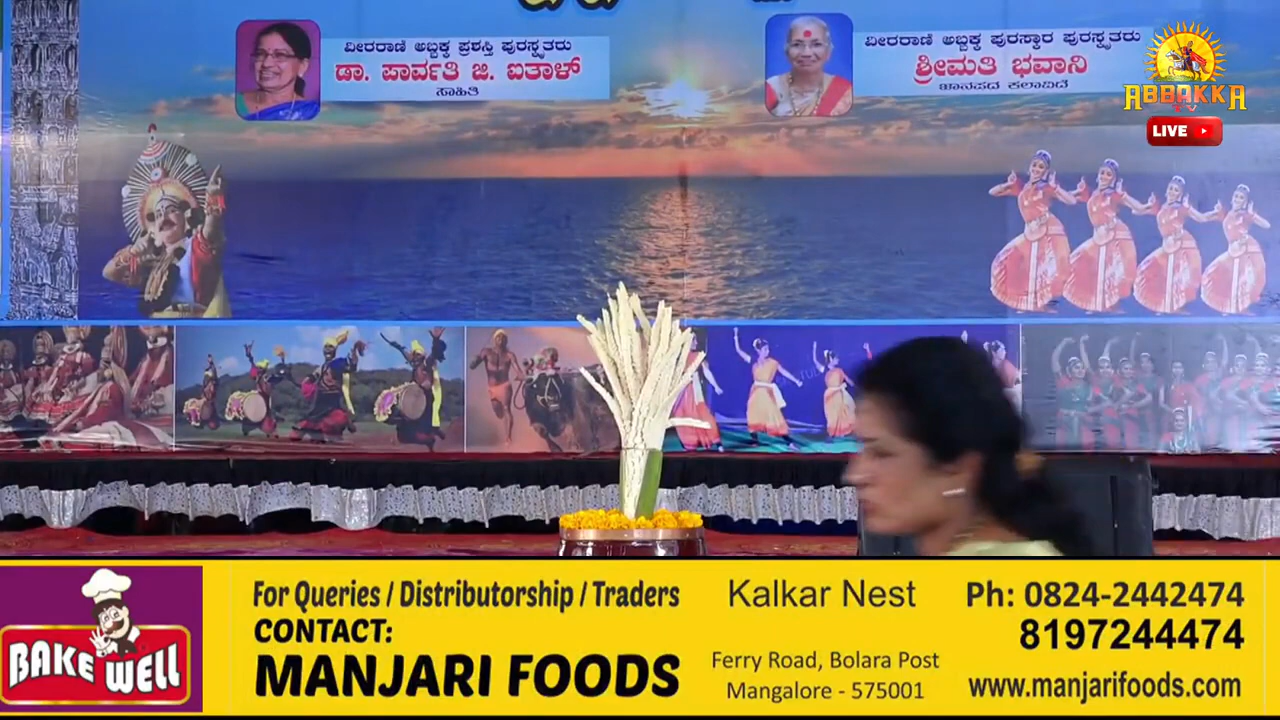 ವೀರರಾಣಿ ಅಬ್ಬಕ್ಕ ಪ್ರಶಸ್ತಿ ಪುರಸ್ಕೃತರು
ಡಾ. ಪಾರ್ವತಿ ಜಿ. ಐತಾಳ್
ಸಾಹಿತಿ
ವೀರರಾಣಿ ಅಬ್ಬಕ್ಕ ಪುರಸ್ಕಾರ ಪುರಸ್ಕೃತರು
ಶ್ರೀಮತಿ ಭವಾನಿ
ಜಾನಪದ ಕಲಾವಿದೆ
ABBAKKA
LIVE
BAKE WELL
For Queries / Distributorship / Traders
CONTACT:
MANJARI FOODS
Kalkar Nest
Ferry Road, Bolara Post
Mangalore - 575001
Ph: 0824-2442474
8197244474
www.manjarifoods.com